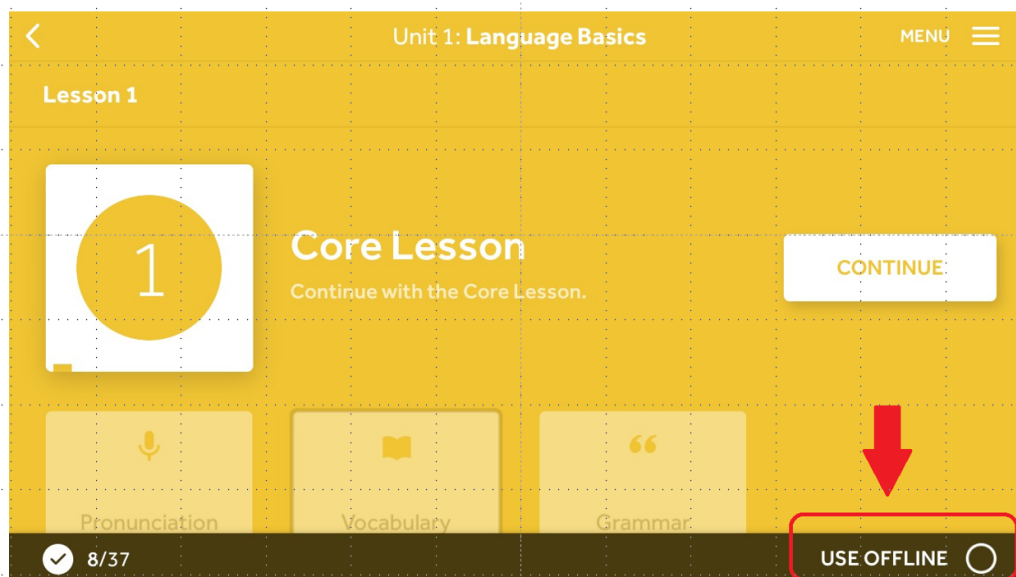 Unit 1: Language Basics
MENU
Lesson 1
1
Core Lesson
Continue with the Core Lesson.
CONTINUE
Pronunciation
Vocabulary
Grammar
8/37
USE OFFLINE